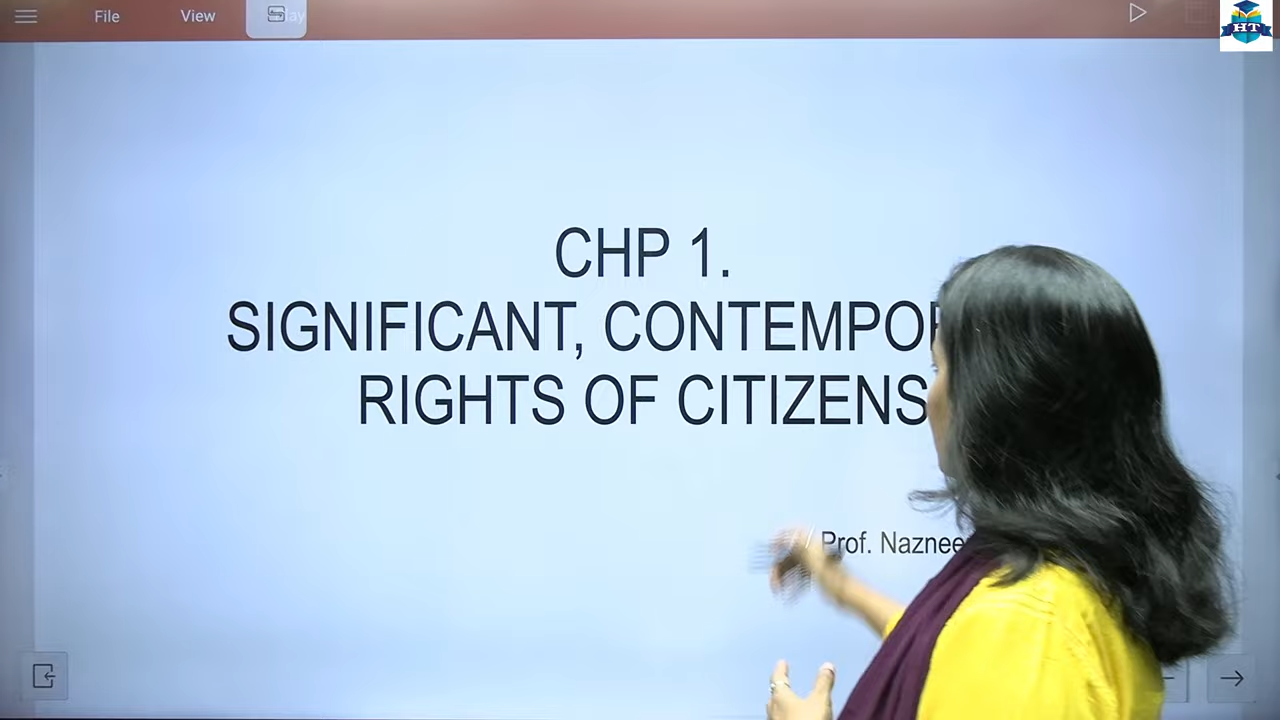 File View
HT
CHP 1.
SIGNIFICANT, CONTEMPOR
RIGHTS OF CITIZENS
Prof. Naznee